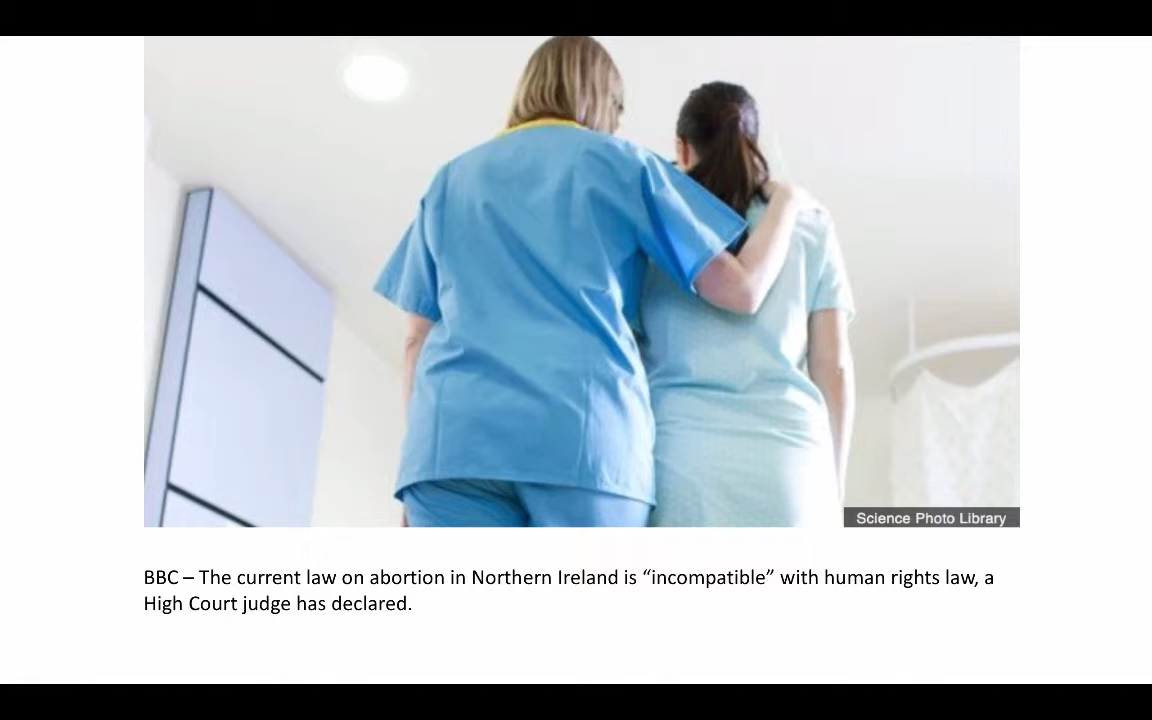 Science Photo Library
BBC – The current law on abortion in Northern Ireland is “incompatible” with human rights law, a
High Court judge has declared.